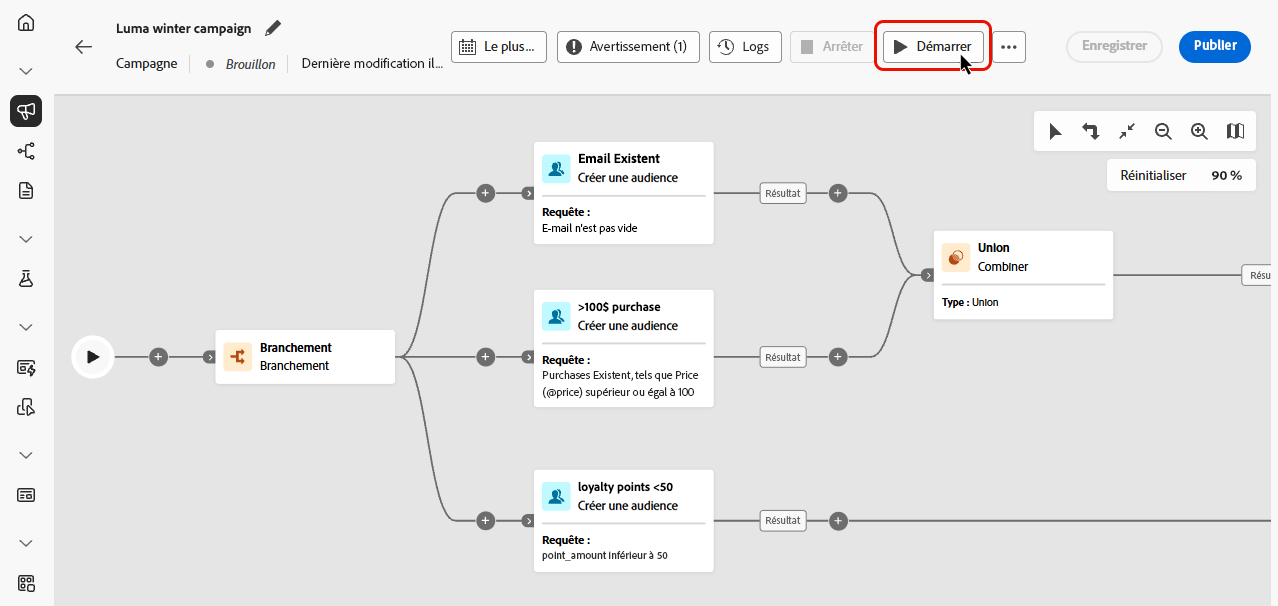 Luma winter campaign
Campagne
Brouillon
Dernière modification il...
Le plus...
Avertissement (1)
Logs
Arrêter
Démarrer
Enregistrer
Publier
Réinitialiser
90 %
Email Existent
Créer une audience
Requête :
E-mail n'est pas vide
Résultat
Union
Combiner
Type : Union
Résu
>100$ purchase
Créer une audience
Requête :
Purchases Existent, tels que Price
(@price) supérieur ou égal à 100
Résultat
Branchement
Branchement
loyalty points <50
Créer une audience
Requête :
point_amount inférieur à 50
Résultat